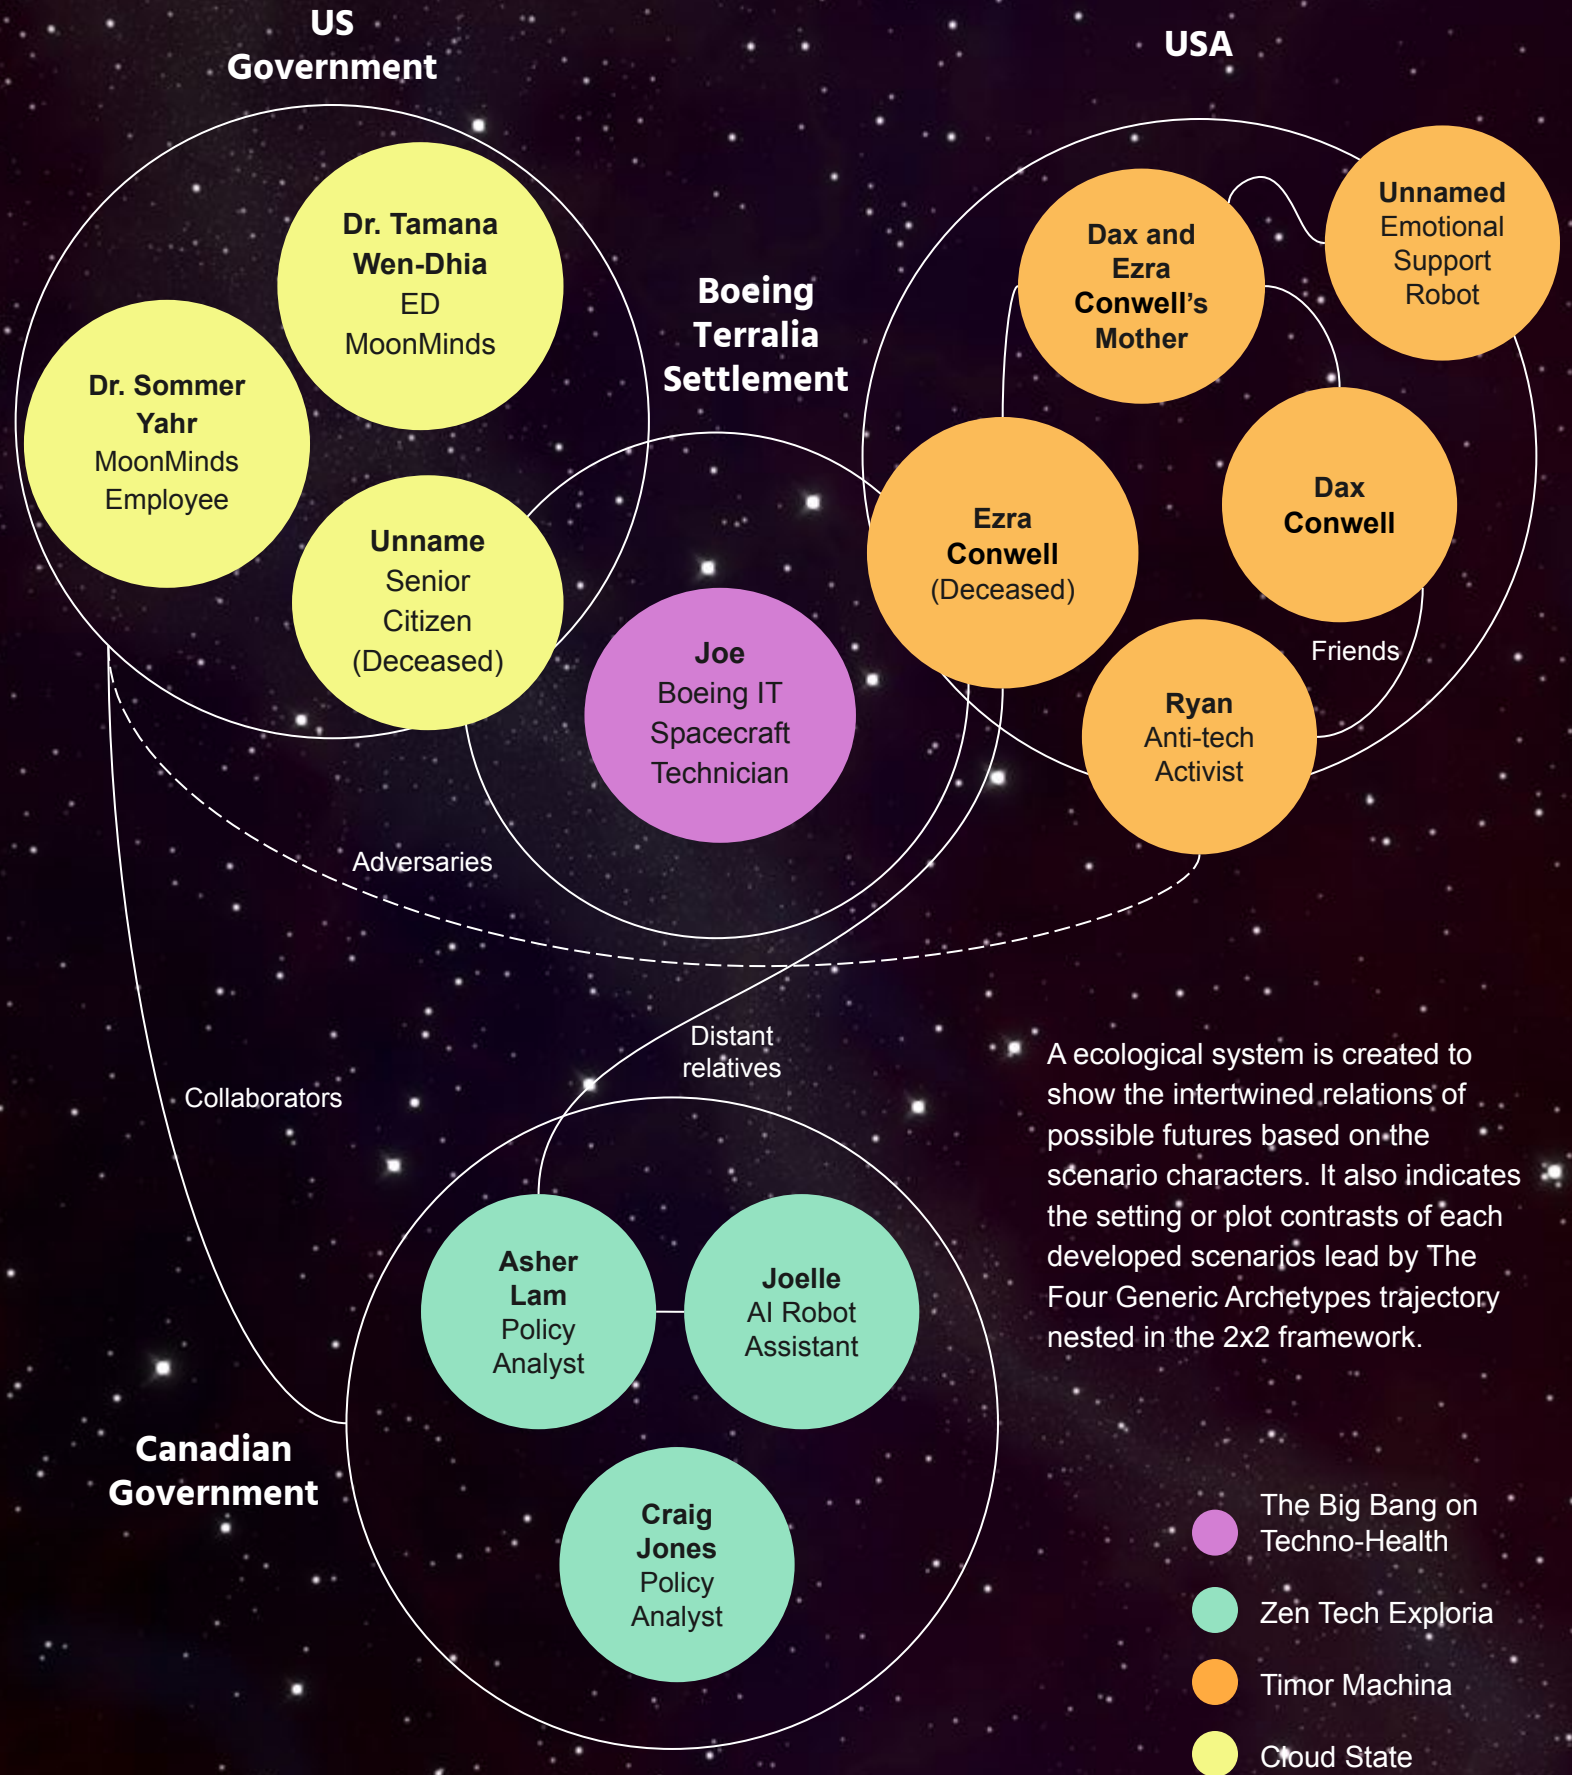 US
Government
USA
Dr. Tamana
Wen-Dhia
ED
MoonMinds
Dr. Sommer
Yahr
MoonMinds
Employee
Unname
Senior
Citizen
(Deceased)
Boeing
Terralia
Settlement
Joe
Boeing IT
Spacecraft
Technician
Dax and
Ezra
Conwell's
Mother
Unnamed
Emotional
Support
Robot
Ezra
Conwell
(Deceased)
Dax
Conwell
Friends
Ryan
Anti-tech
Activist
Adversaries
Collaborators
Distant
relatives
A ecological system is created to
show the intertwined relations of
possible futures based on the
scenario characters. It also indicates
the setting or plot contrasts of each
developed scenarios lead by The
Four Generic Archetypes trajectory
nested in the 2x2 framework.
Asher
Lam
Policy
Analyst
Joelle
AI Robot
Assistant
Craig
Jones
Policy
Analyst
Canadian
Government
The Big Bang on
Techno-Health
Zen Tech Exploria
Timor Machina
Cloud State